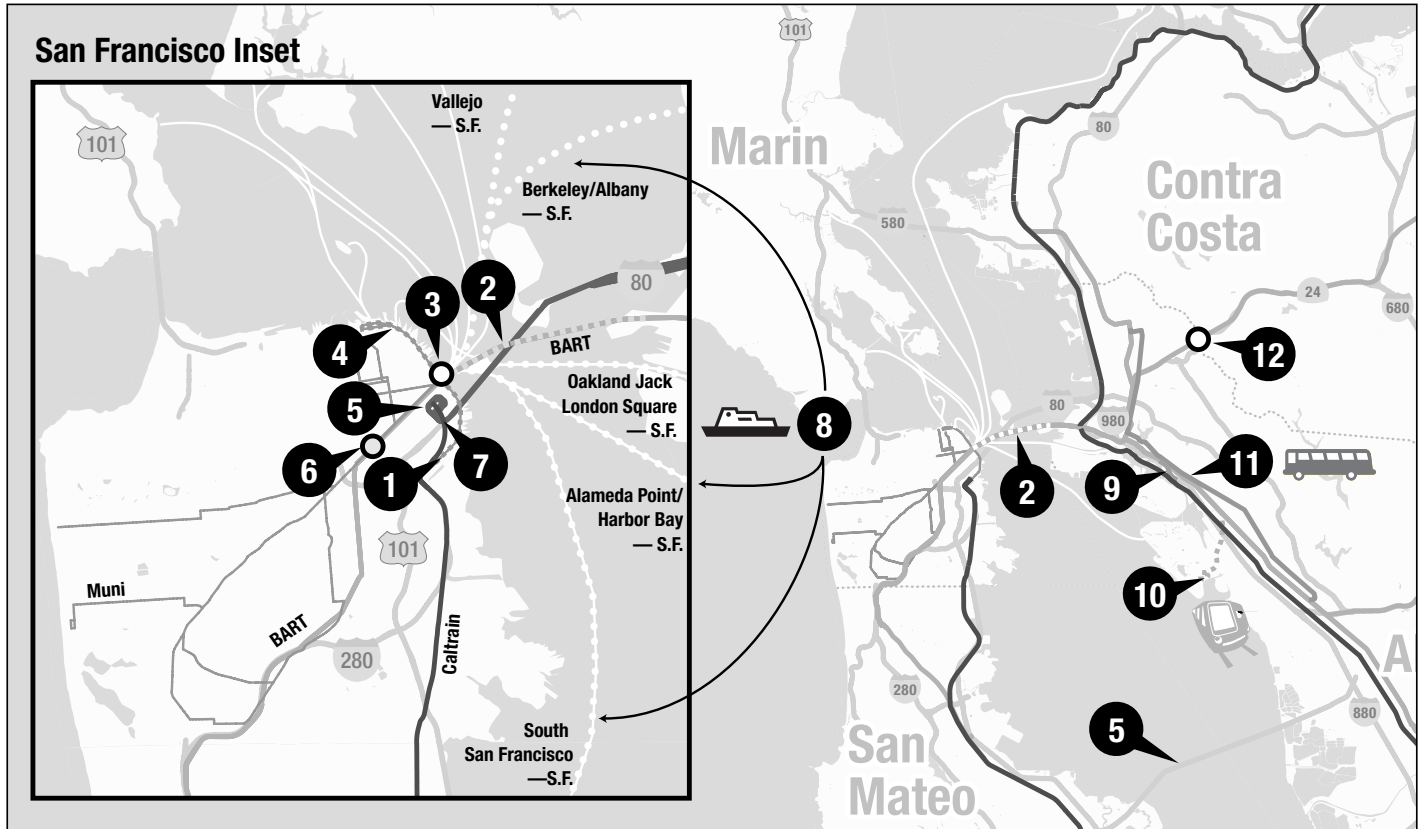 San Francisco Inset
101
Vallejo
— S.F.
Berkeley/Albany
— S.F.
80
3
2
4
BART
Oakland Jack
London Square
— S.F.
5
6
1
7
Alameda Point/
Harbor Bay
— S.F.
101
Muni
BART
280
Caltrain
South
San Francisco
—S.F.
8
101
Marin
80
Contra
Costa
580
24
680
12
80
980
2
9
11
10
A
280
880
5
San
Mateo